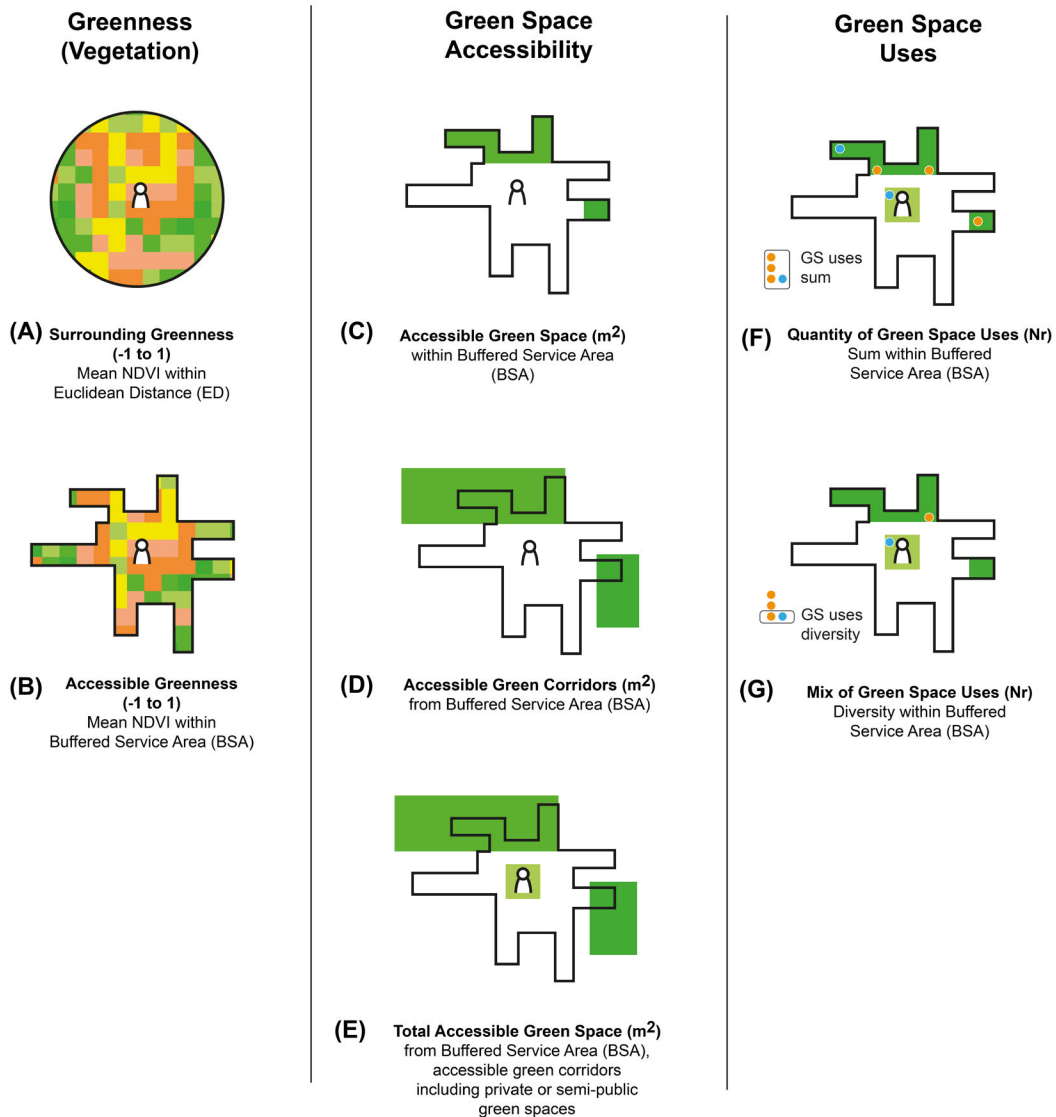 Greenness
(Vegetation)
(A)
Surrounding Greenness
(-1 to 1)
Mean NDVI within
Euclidean Distance (ED)
(B)
Accessible Greenness
(-1 to 1)
Mean NDVI within
Buffered Service Area (BSA)
Green Space
Accessibility
(C)
Accessible Green Space (m²)
within Buffered Service Area
(BSA)
(D)
Accessible Green Corridors (m²)
from Buffered Service Area (BSA)
(E)
Total Accessible Green Space (m²)
from Buffered Service Area (BSA),
accessible green corridors
including private or semi-public
green spaces
Green Space
Uses
GS uses
sum
(F)
Quantity of Green Space Uses (Nr)
Sum within Buffered
Service Area (BSA)
GS uses
diversity
(G)
Mix of Green Space Uses (Nr)
Diversity within Buffered
Service Area (BSA)